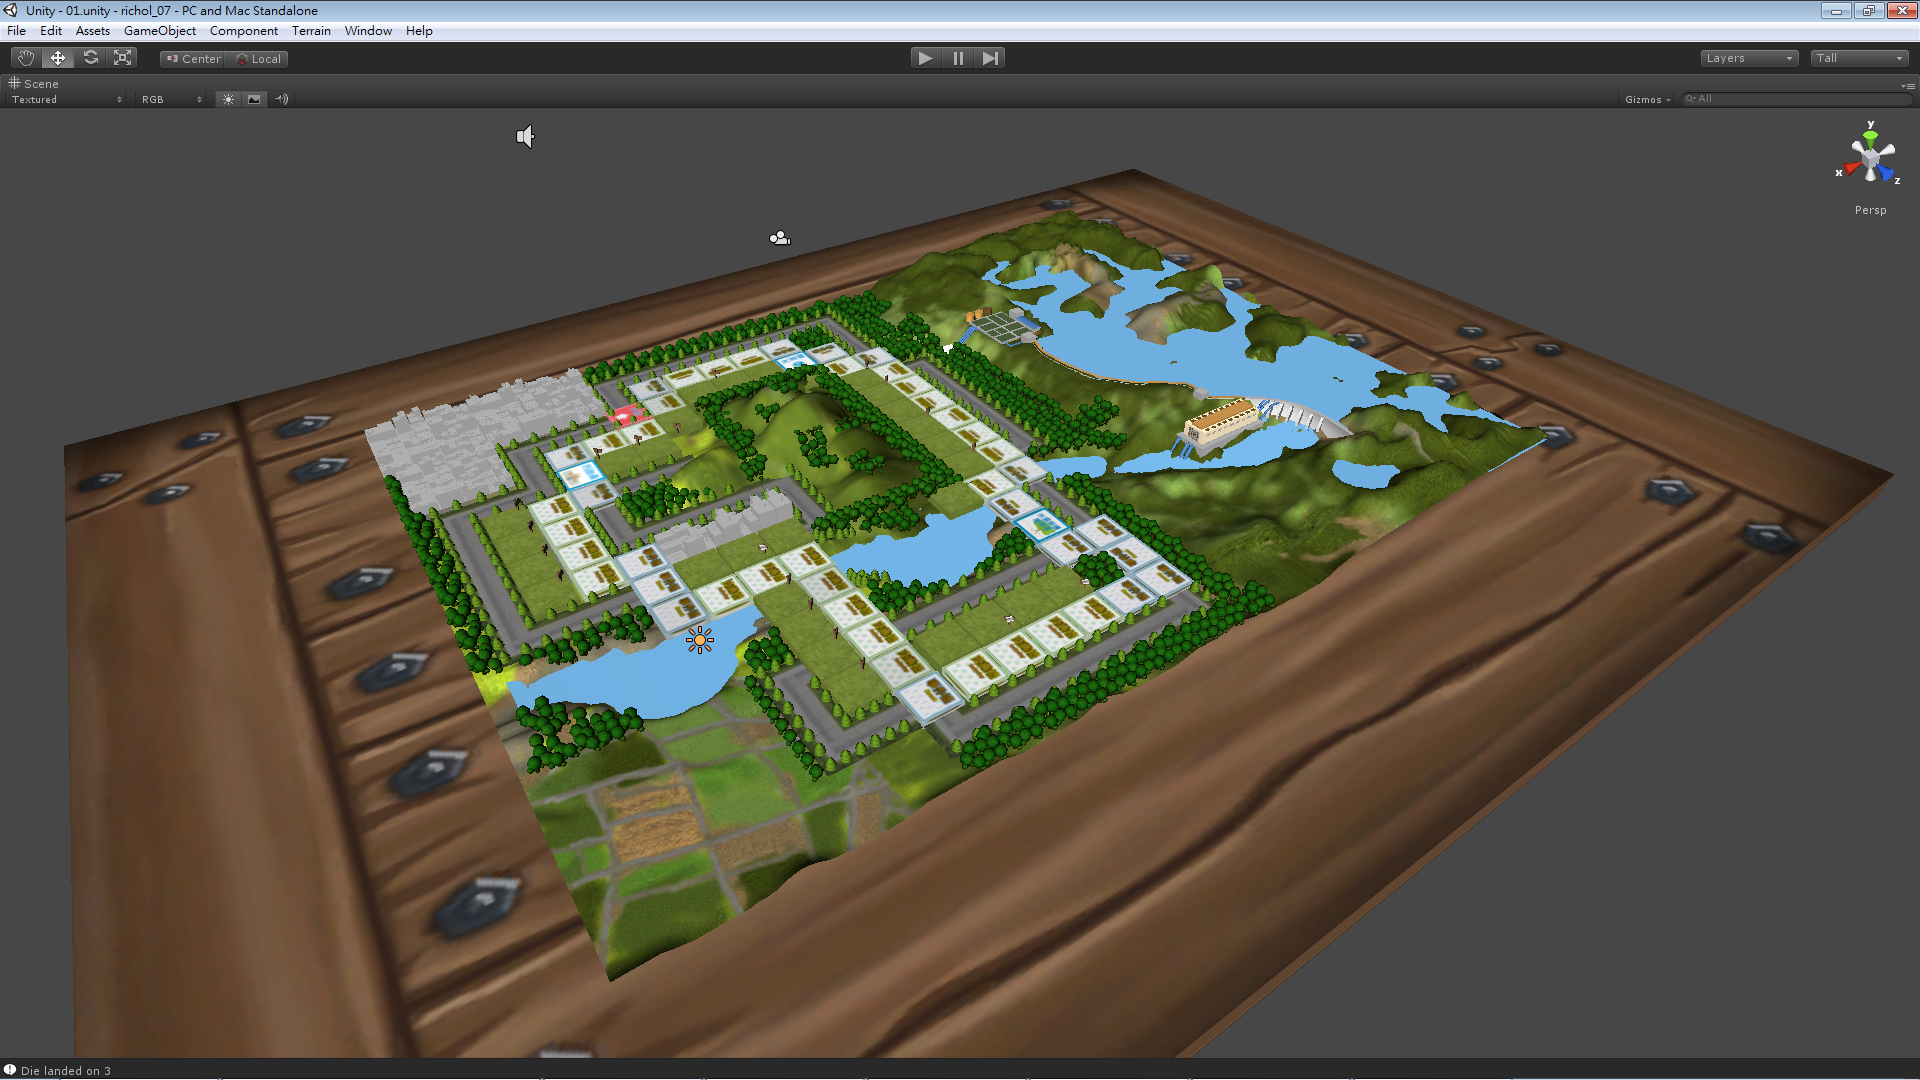 Unity - 01.unity - richol_07 - PC and Mac Standalone
File Edit Assets GameObject Component Terrain Window Help
Center Local Layers Tall
Scene
Textured RGB Gizmos All
y
x
z
Persp
Die landed on 3